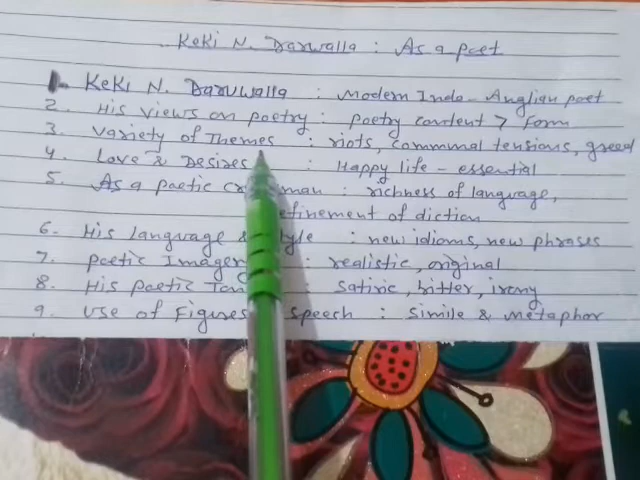 Keki N. Daruwalla : As a poet
1. Keki N. Daruwalla : Modern Indo-Anglian poet
2. His views on poetry : Poetry content > form
3. Variety of Themes : riots, communal tensions, greed
4. Love & Desires : Happy life - essential
5. As a poetic : richness of language,
refinement of diction
6. His language & style : new idioms, new phrases
7. Poetic Imagery : realistic, original
8. His Poetic : satiric, bitter, irony
9. Use of Figures speech : simile & metaphor